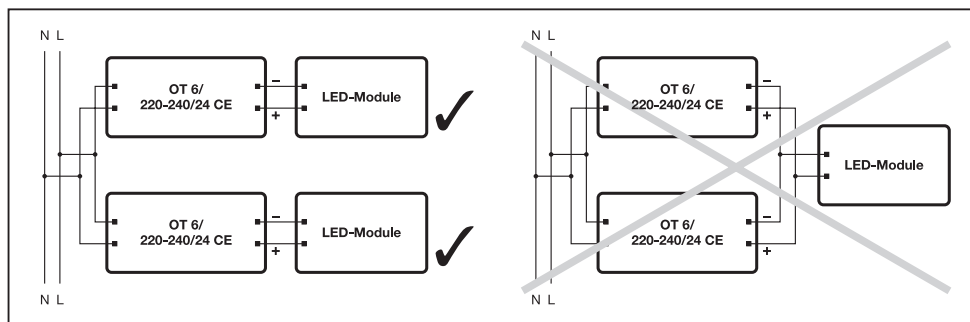 N L
OT 6/
220-240/24 CE
−
+
LED-Module
OT 6/
220-240/24 CE
−
+
LED-Module
N L
N L
OT 6/
220-240/24 CE
−
+
LED-Module
OT 6/
220-240/24 CE
−
+
N L